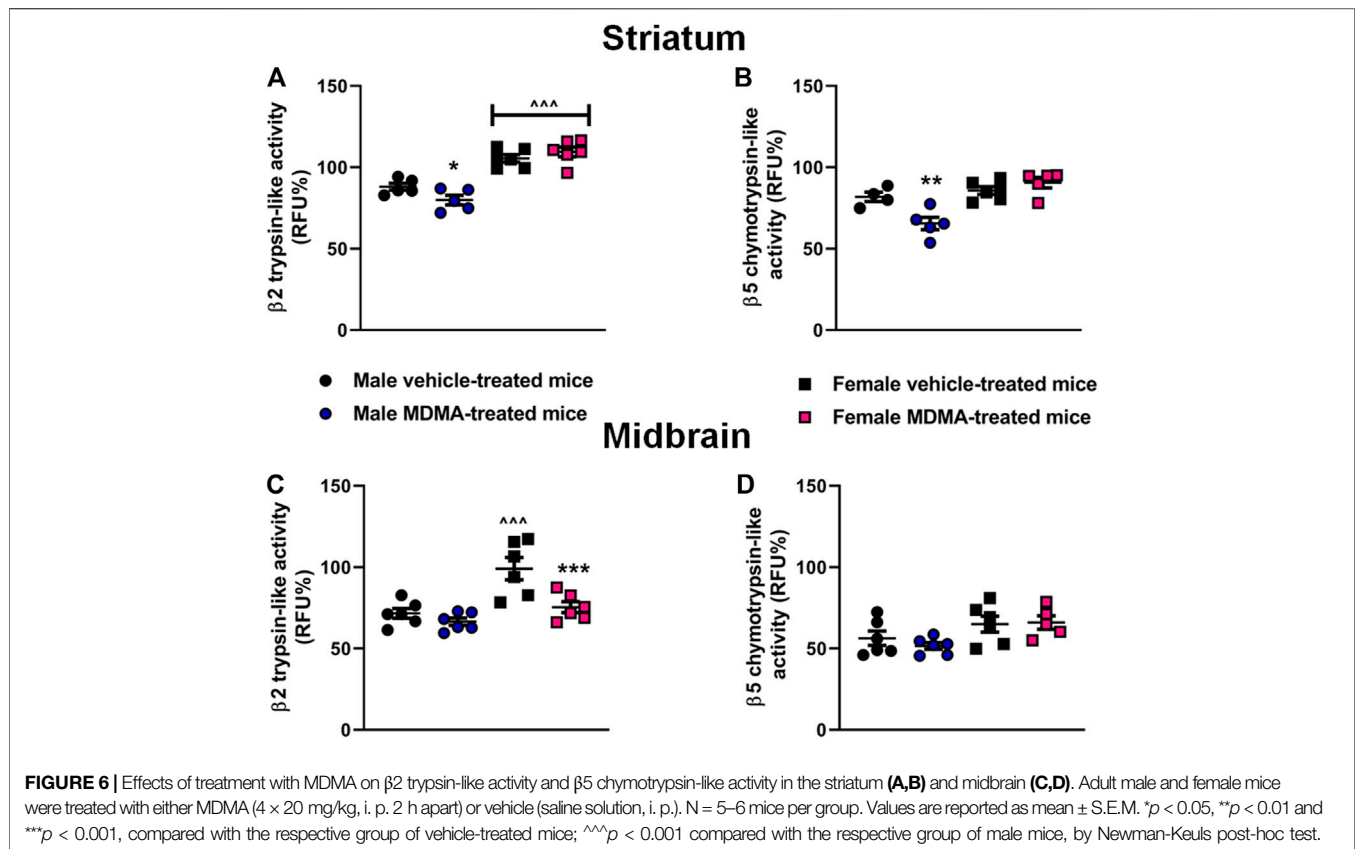 Striatum
A
β2 trypsin-like activity
(RFU%)
150
100
50
0
*
^^^
B
β5 chymotrypsin-like
activity (RFU%)
150
100
50
0
**
Male vehicle-treated mice
Male MDMA-treated mice
Female vehicle-treated mice
Female MDMA-treated mice
Midbrain
C
β2 trypsin-like activity
(RFU%)
150
100
50
0
^^^
***
D
β5 chymotrypsin-like
activity (RFU%)
150
100
50
0
FIGURE 6 | Effects of treatment with MDMA on β2 trypsin-like activity and β5 chymotrypsin-like activity in the striatum (A,B) and midbrain (C,D). Adult male and female mice
were treated with either MDMA (4 × 20 mg/kg, i. p. 2 h apart) or vehicle (saline solution, i. p.). N = 5–6 mice per group. Values are reported as mean ± S.E.M. *p < 0.05, **p < 0.01 and
***p < 0.001, compared with the respective group of vehicle-treated mice; ^^^p < 0.001 compared with the respective group of male mice, by Newman-Keuls post-hoc test.